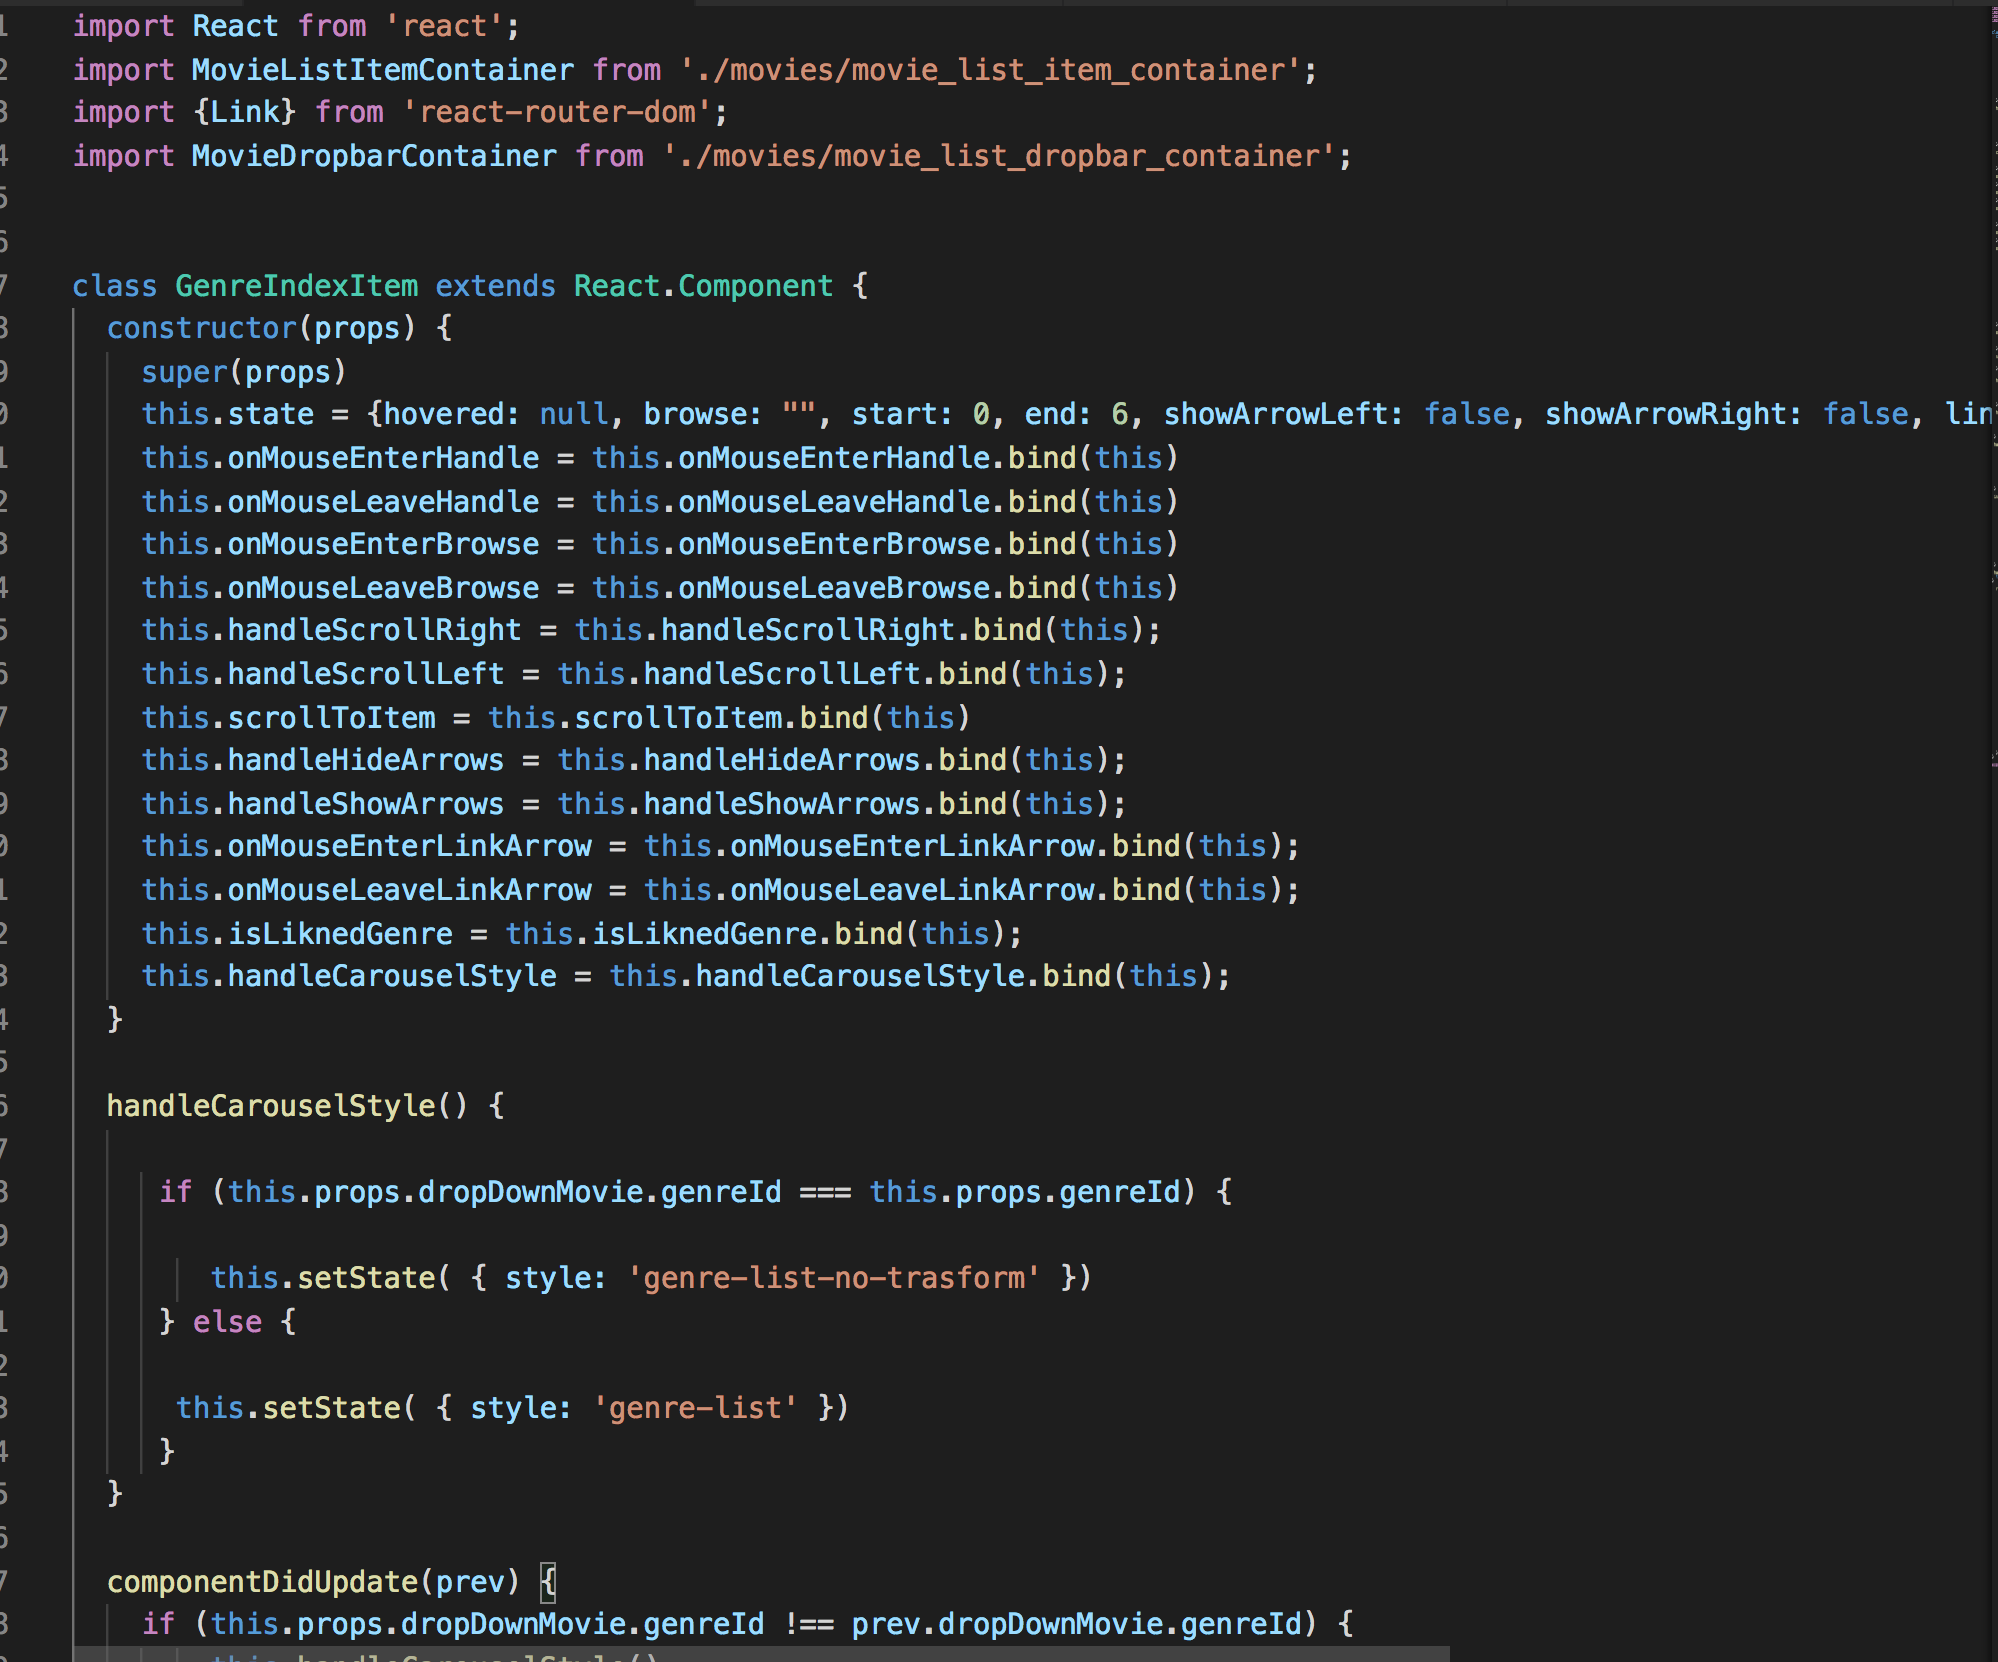 1 import React from 'react';
2 import MovieListItemContainer from './movies/movie_list_item_container';
3 import {Link} from 'react-router-dom';
4 import MovieDropbarContainer from './movies/movie_list_dropbar_container';
5
6
7 class GenreIndexItem extends React.Component {
8 constructor(props) {
9 super(props)
0 this.state = {hovered: null, browse: "", start: 0, end: 6, showArrowLeft: false, showArrowRight: false, lin
1 this.onMouseEnterHandle = this.onMouseEnterHandle.bind(this)
2 this.onMouseLeaveHandle = this.onMouseLeaveHandle.bind(this)
3 this.onMouseEnterBrowse = this.onMouseEnterBrowse.bind(this)
4 this.onMouseLeaveBrowse = this.onMouseLeaveBrowse.bind(this)
5 this.handleScrollRight = this.handleScrollRight.bind(this);
6 this.handleScrollLeft = this.handleScrollLeft.bind(this);
7 this.scrollToItem = this.scrollToItem.bind(this)
8 this.handleHideArrows = this.handleHideArrows.bind(this);
9 this.handleShowArrows = this.handleShowArrows.bind(this);
0 this.onMouseEnterLinkArrow = this.onMouseEnterLinkArrow.bind(this);
1 this.onMouseLeaveLinkArrow = this.onMouseLeaveLinkArrow.bind(this);
2 this.isLiknedGenre = this.isLiknedGenre.bind(this);
3 this.handleCarouselStyle = this.handleCarouselStyle.bind(this);
4 }
5
6 handleCarouselStyle() {
7
8 if (this.props.dropDownMovie.genreId === this.props.genreId) {
9
0 this.setState( { style: 'genre-list-no-trasform' })
1 } else {
2
3 this.setState( { style: 'genre-list' })
4 }
5 }
6
7 componentDidUpdate(prev) {
8 if (this.props.dropDownMovie.genreId !== prev.dropDownMovie.genreId) {
this.handleCarouselStyle()